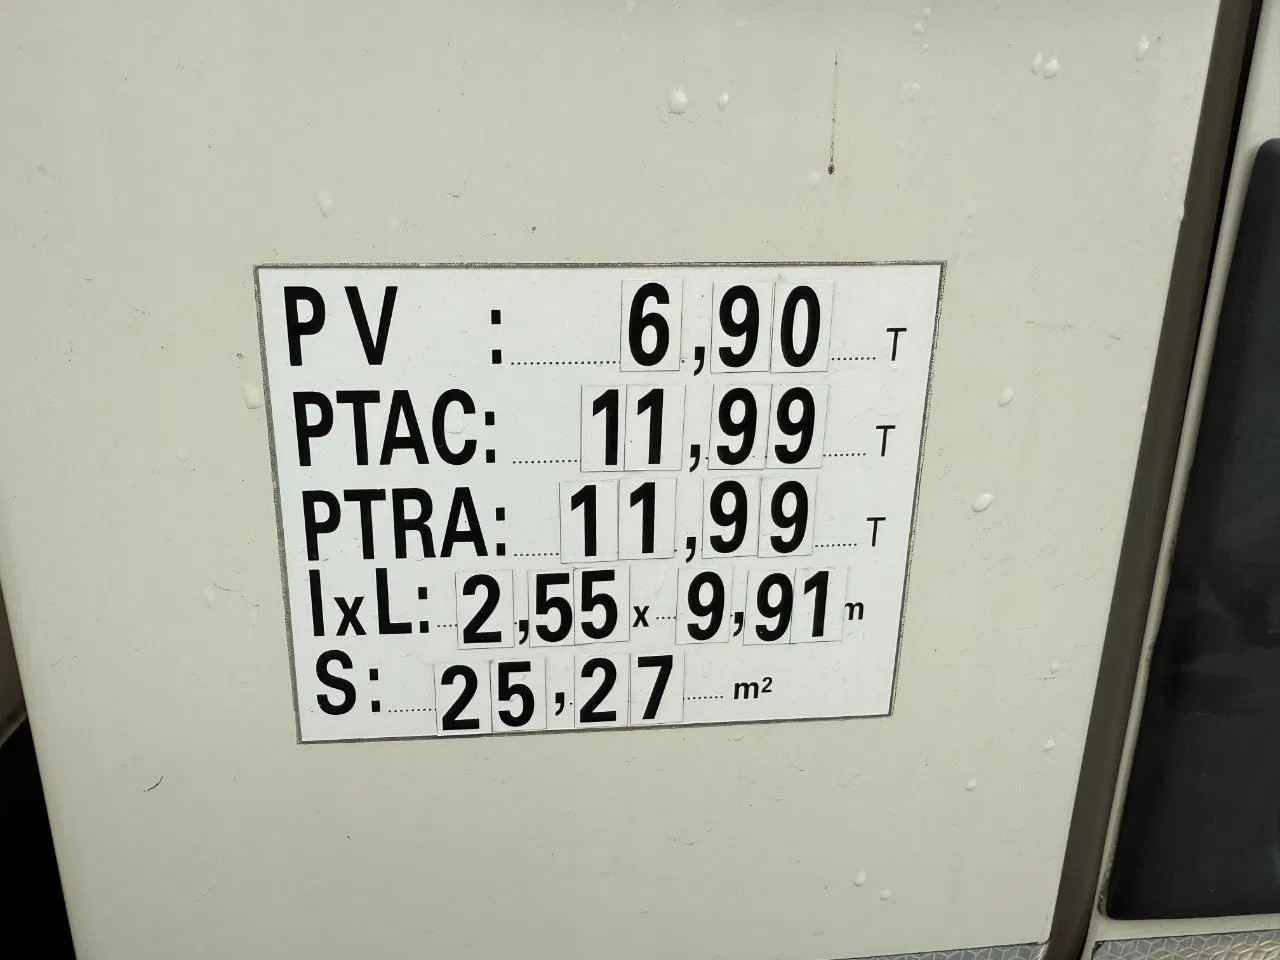 PV : 6,90 T
PTAC: 11,99 T
PTRA: 11,99 T
lxL: 2,55 x 9,91 m
S: 25,27 m²